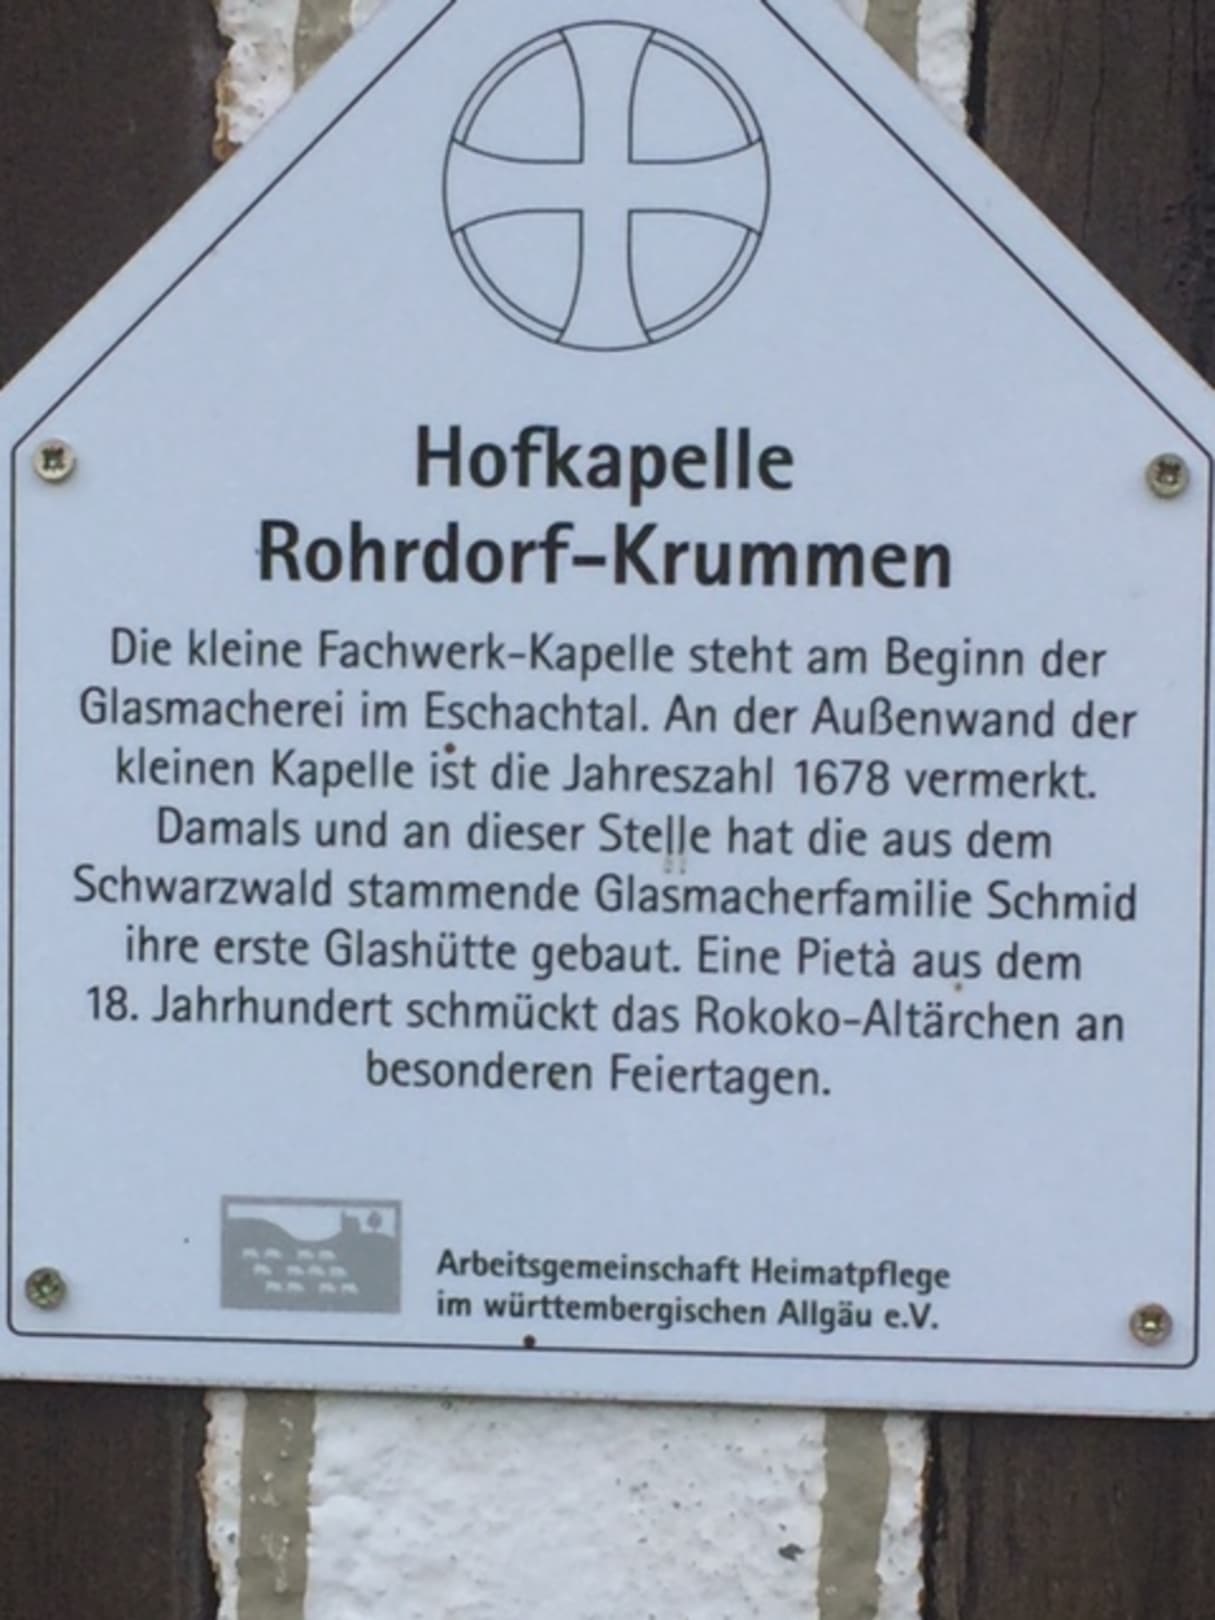 Hofkapelle
Rohrdorf-Krummen
Die kleine Fachwerk-Kapelle steht am Beginn der
Glasmacherei im Eschachtal. An der Außenwand der
kleinen Kapelle ist die Jahreszahl 1678 vermerkt.
Damals und an dieser Stelle hat die aus dem
Schwarzwald stammende Glasmacherfamilie Schmid
ihre erste Glashütte gebaut. Eine Pietà aus dem
18. Jahrhundert schmückt das Rokoko-Altärchen an
besonderen Feiertagen.
Arbeitsgemeinschaft Heimatpflege
im württembergischen Allgäu e.V.